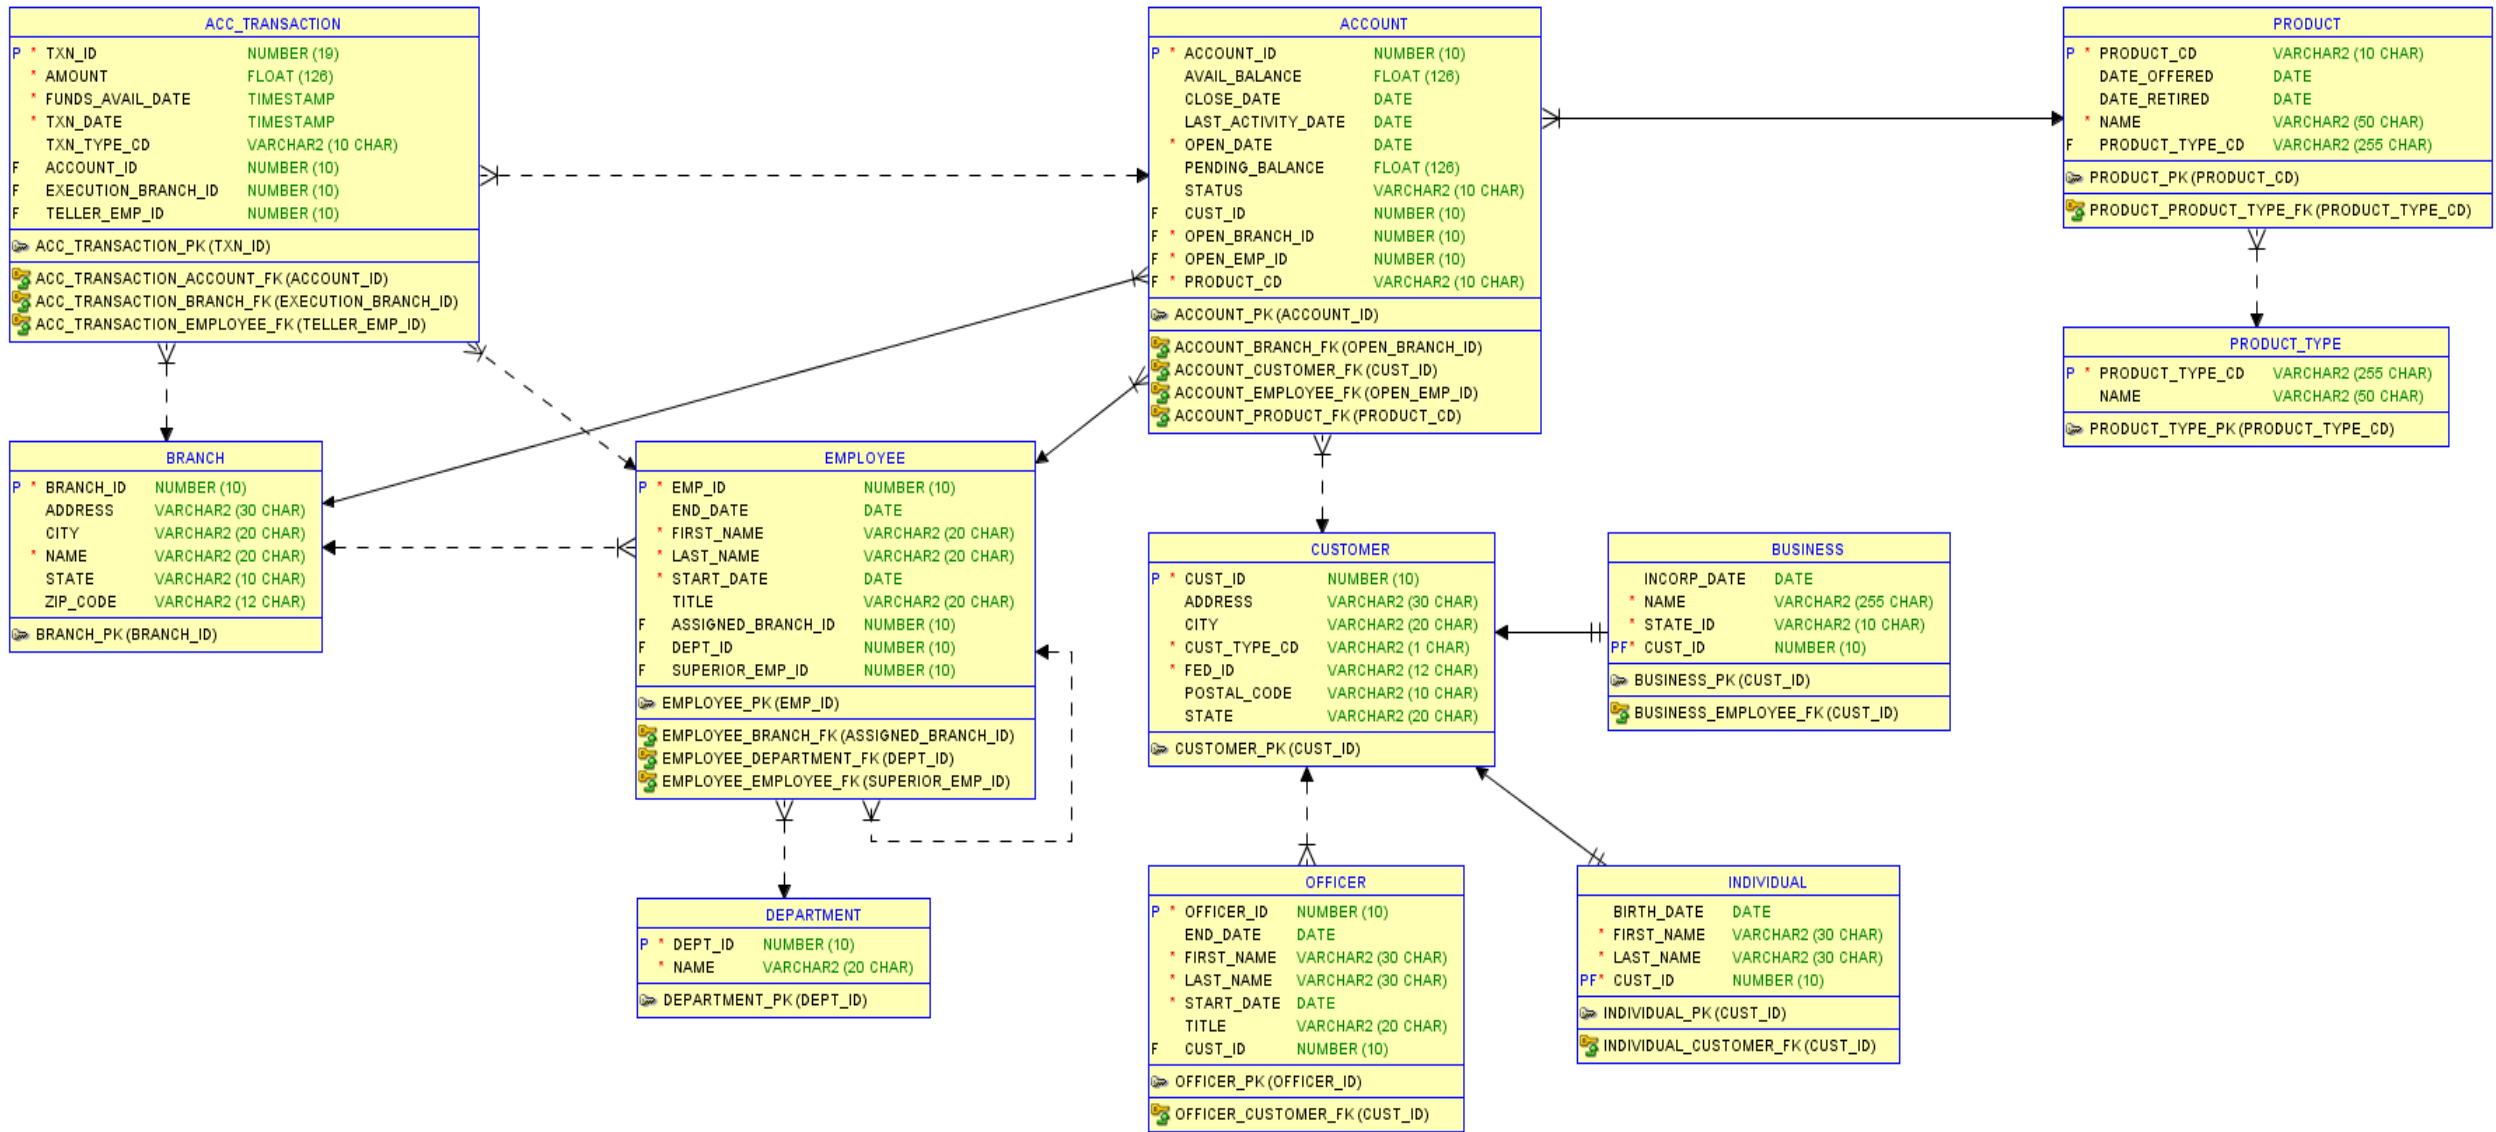 ACC_TRANSACTION
P * TXN_ID NUMBER (19)
* AMOUNT FLOAT (126)
* FUNDS_AVAIL_DATE TIMESTAMP
* TXN_DATE TIMESTAMP
TXN_TYPE_CD VARCHAR2 (10 CHAR)
F ACCOUNT_ID NUMBER (10)
F EXECUTION_BRANCH_ID NUMBER (10)
F TELLER_EMP_ID NUMBER (10)
ACC_TRANSACTION_PK (TXN_ID)
ACC_TRANSACTION_ACCOUNT_FK (ACCOUNT_ID)
ACC_TRANSACTION_BRANCH_FK (EXECUTION_BRANCH_ID)
ACC_TRANSACTION_EMPLOYEE_FK (TELLER_EMP_ID)
ACCOUNT
P * ACCOUNT_ID NUMBER (10)
AVAIL_BALANCE FLOAT (126)
CLOSE_DATE DATE
LAST_ACTIVITY_DATE DATE
* OPEN_DATE DATE
PENDING_BALANCE FLOAT (126)
STATUS VARCHAR2 (10 CHAR)
F CUST_ID NUMBER (10)
F * OPEN_BRANCH_ID NUMBER (10)
F * OPEN_EMP_ID NUMBER (10)
F * PRODUCT_CD VARCHAR2 (10 CHAR)
ACCOUNT_PK (ACCOUNT_ID)
ACCOUNT_BRANCH_FK (OPEN_BRANCH_ID)
ACCOUNT_CUSTOMER_FK (CUST_ID)
ACCOUNT_EMPLOYEE_FK (OPEN_EMP_ID)
ACCOUNT_PRODUCT_FK (PRODUCT_CD)
PRODUCT
P * PRODUCT_CD VARCHAR2 (10 CHAR)
DATE_OFFERED DATE
DATE_RETIRED DATE
* NAME VARCHAR2 (50 CHAR)
F PRODUCT_TYPE_CD VARCHAR2 (255 CHAR)
PRODUCT_PK (PRODUCT_CD)
PRODUCT_PRODUCT_TYPE_FK (PRODUCT_TYPE_CD)
PRODUCT_TYPE
P * PRODUCT_TYPE_CD VARCHAR2 (255 CHAR)
NAME VARCHAR2 (50 CHAR)
PRODUCT_TYPE_PK (PRODUCT_TYPE_CD)
BRANCH
P * BRANCH_ID NUMBER (10)
ADDRESS VARCHAR2 (30 CHAR)
CITY VARCHAR2 (20 CHAR)
* NAME VARCHAR2 (20 CHAR)
STATE VARCHAR2 (10 CHAR)
ZIP_CODE VARCHAR2 (12 CHAR)
BRANCH_PK (BRANCH_ID)
EMPLOYEE
P * EMP_ID NUMBER (10)
END_DATE DATE
* FIRST_NAME VARCHAR2 (20 CHAR)
* LAST_NAME VARCHAR2 (20 CHAR)
* START_DATE DATE
TITLE VARCHAR2 (20 CHAR)
F ASSIGNED_BRANCH_ID NUMBER (10)
F DEPT_ID NUMBER (10)
F SUPERIOR_EMP_ID NUMBER (10)
EMPLOYEE_PK (EMP_ID)
EMPLOYEE_BRANCH_FK (ASSIGNED_BRANCH_ID)
EMPLOYEE_DEPARTMENT_FK (DEPT_ID)
EMPLOYEE_EMPLOYEE_FK (SUPERIOR_EMP_ID)
CUSTOMER
P * CUST_ID NUMBER (10)
ADDRESS VARCHAR2 (30 CHAR)
CITY VARCHAR2 (20 CHAR)
* CUST_TYPE_CD VARCHAR2 (1 CHAR)
* FED_ID VARCHAR2 (12 CHAR)
POSTAL_CODE VARCHAR2 (10 CHAR)
STATE VARCHAR2 (20 CHAR)
CUSTOMER_PK (CUST_ID)
BUSINESS
INCORP_DATE DATE
* NAME VARCHAR2 (255 CHAR)
* STATE_ID VARCHAR2 (10 CHAR)
PF* CUST_ID NUMBER (10)
BUSINESS_PK (CUST_ID)
BUSINESS_EMPLOYEE_FK (CUST_ID)
DEPARTMENT
P * DEPT_ID NUMBER (10)
* NAME VARCHAR2 (20 CHAR)
DEPARTMENT_PK (DEPT_ID)
OFFICER
P * OFFICER_ID NUMBER (10)
END_DATE DATE
* FIRST_NAME VARCHAR2 (30 CHAR)
* LAST_NAME VARCHAR2 (30 CHAR)
* START_DATE DATE
TITLE VARCHAR2 (20 CHAR)
F CUST_ID NUMBER (10)
OFFICER_PK (OFFICER_ID)
OFFICER_CUSTOMER_FK (CUST_ID)
INDIVIDUAL
BIRTH_DATE DATE
* FIRST_NAME VARCHAR2 (30 CHAR)
* LAST_NAME VARCHAR2 (30 CHAR)
PF* CUST_ID NUMBER (10)
INDIVIDUAL_PK (CUST_ID)
INDIVIDUAL_CUSTOMER_FK (CUST_ID)